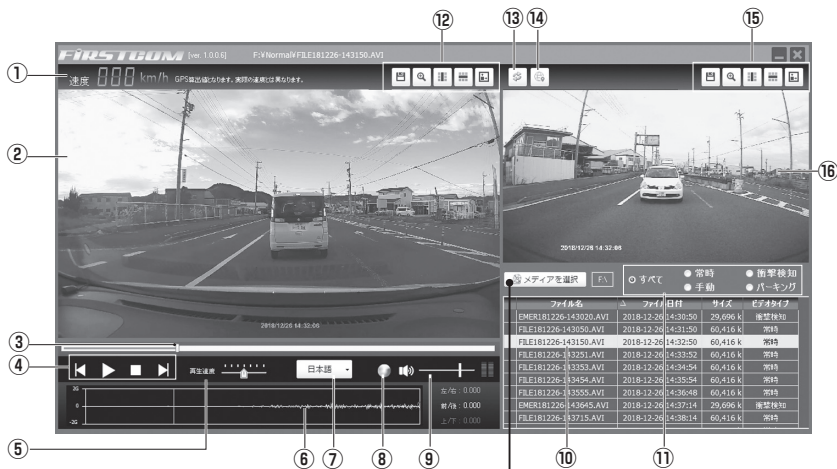 ⑫ ⑬ ⑭ ⑮
FiRSTCOM [ver. 1.0.0.6] F:¥Normal¥FILE181226-143150.AVI
① 速度 km/h GPS算出値となります。実際の速度とは異なります。
②
⑯
2018/12/26 14:32:06
2018/12/26 14:32:06
メディアを選択 F:\
すべて 常時 衝撃検知
手動 パーキング
ファイル名 △ ファイル日付 サイズ ビデオタイプ
EMER181226-143020.AVI 2018-12-26 14:30:50 29,696 k 衝撃検知
FILE181226-143050.AVI 2018-12-26 14:31:50 60,416 k 常時
FILE181226-143150.AVI 2018-12-26 14:32:50 60,416 k 常時
FILE181226-143251.AVI 2018-12-26 14:33:52 60,416 k 常時
FILE181226-143353.AVI 2018-12-26 14:34:54 60,416 k 常時
FILE181226-143454.AVI 2018-12-26 14:35:54 60,416 k 常時
FILE181226-143555.AVI 2018-12-26 14:36:48 60,416 k 常時
EMER181226-143645.AVI 2018-12-26 14:37:14 29,696 k 衝撃検知
FILE181226-143715.AVI 2018-12-26 14:38:14 60,416 k 常時
③
④
再生速度 日本語
2G
0
-2G
左/右 : 0.000
前/後 : 0.000
上/下 : 0.000
⑤ ⑥ ⑦ ⑧ ⑨ ⑩ ⑪